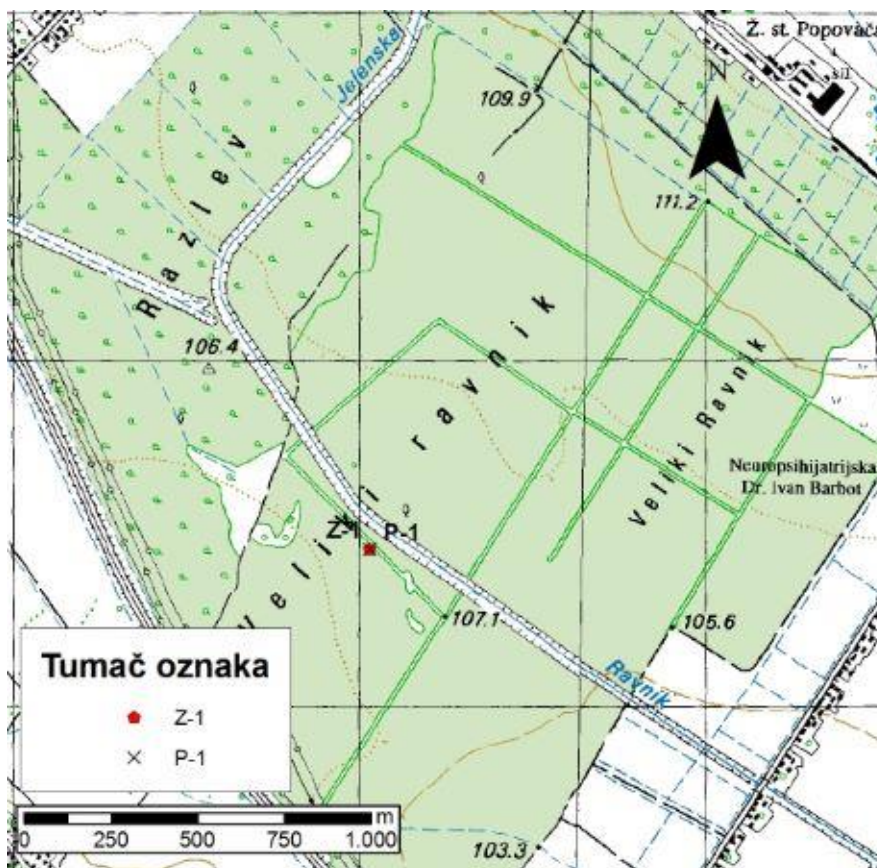 Ž. st. Popovača
sil
N
Jelenska
109.9
111.2
Razlev
106.4
Veliki ravnik
Veliki Ravnik
Neuropsihijatrijska
Dr. Ivan Barbot
Ž-1 P-1
107.1
105.6
Ravnik
Tumač oznaka
Z-1
P-1
m
0 250 500 750 1.000
103.3